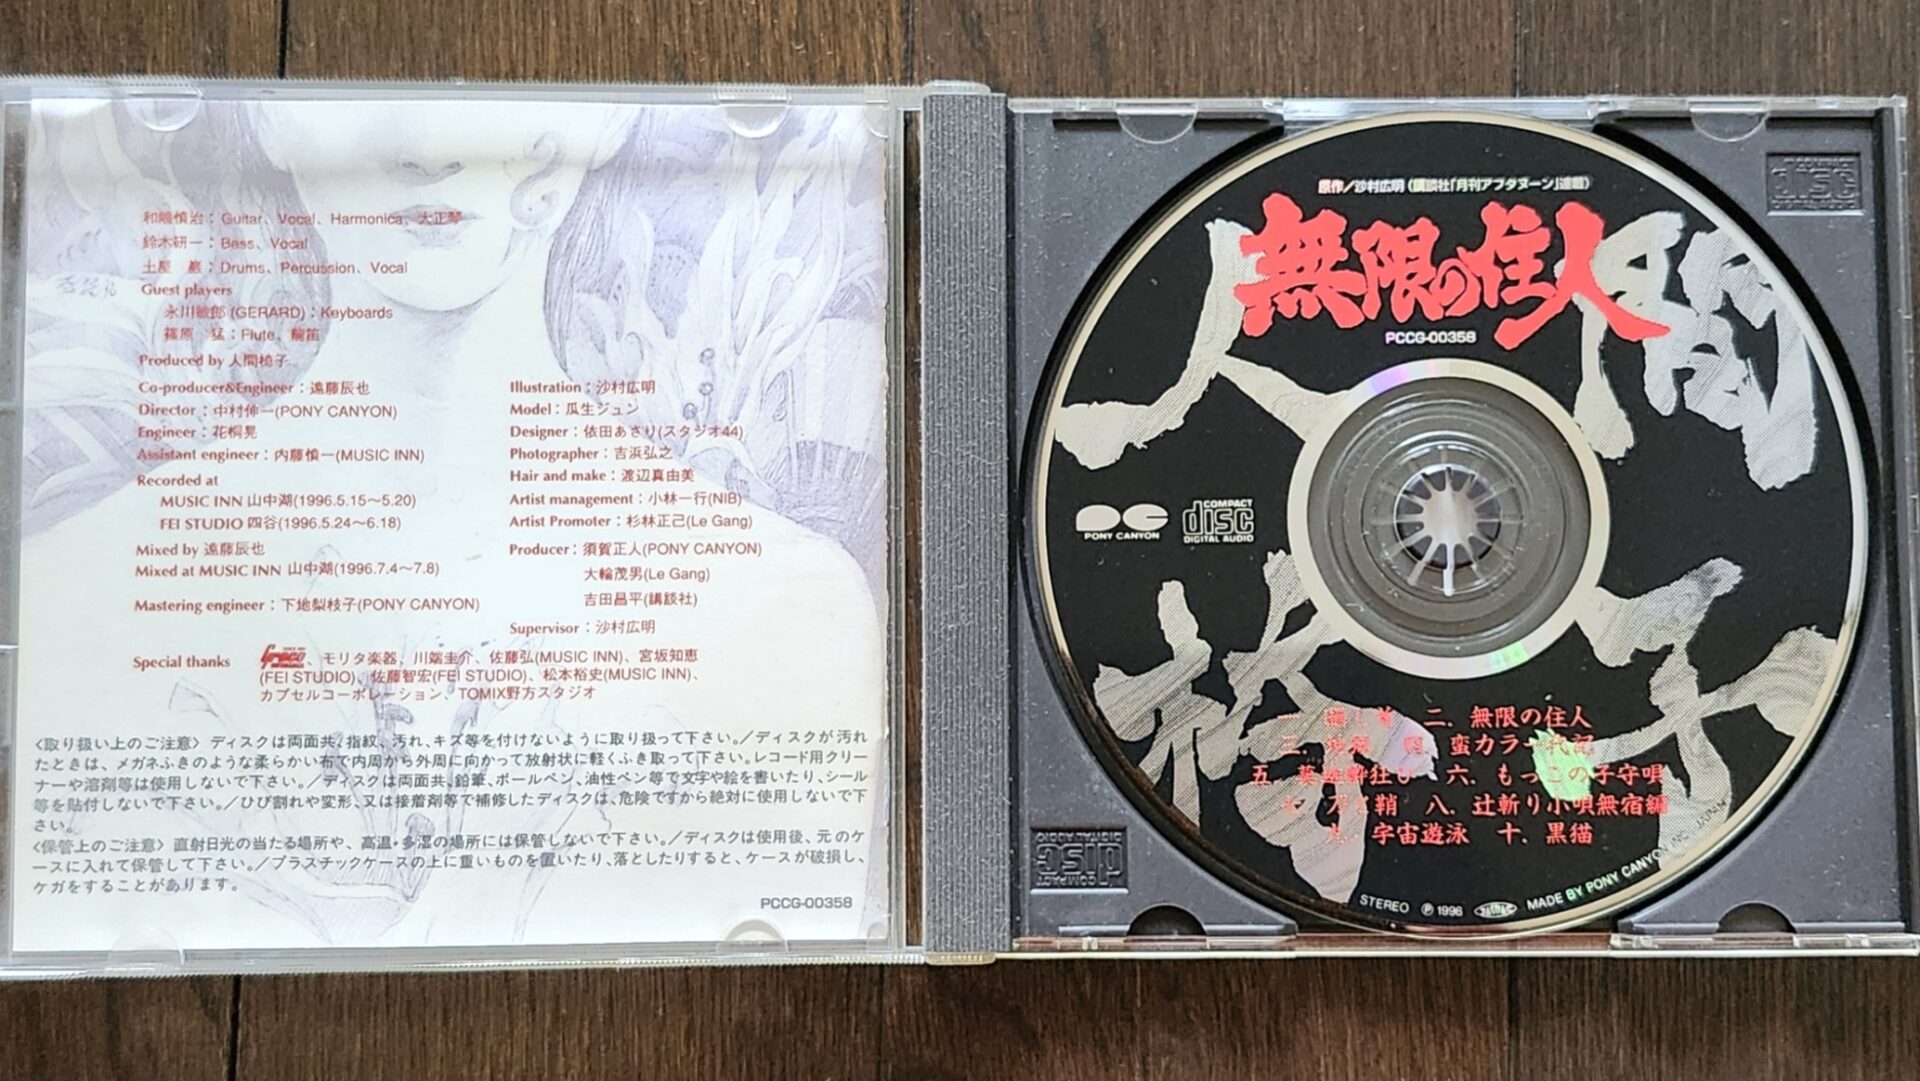 和嶋慎治：Guitar、Vocal、Harmonica、大正琴
鈴木研一：Bass、Vocal
土屋　巌：Drums、Percussion、Vocal
Guest players
永川敏郎 (GERARD)：Keyboards
篠原　猛：Flute、龍笛
Produced by 人間椅子
Co-producer&Engineer：遠藤辰也
Director：中村伸一(PONY CANYON)
Engineer：花桐晃
Assistant engineer：内藤慎一(MUSIC INN)
Recorded at
MUSIC INN 山中湖(1996.5.15〜5.20)
FEI STUDIO 四谷(1996.5.24〜6.18)
Mixed by 遠藤辰也
Mixed at MUSIC INN 山中湖(1996.7.4〜7.8)
Mastering engineer：下地梨枝子(PONY CANYON)
Illustration：沙村広明
Model：瓜生ジュン
Designer：依田あさり(スタジオ44)
Photographer：吉浜弘之
Hair and make：渡辺真由美
Artist management：小林一行(NIB)
Artist Promoter：杉林正己(Le Gang)
Producer：須賀正人(PONY CANYON)
大輪茂男(Le Gang)
吉田昌平(講談社)
Supervisor：沙村広明
Special thanks　Greco、モリタ楽器、川端圭介、佐藤弘(MUSIC INN)、宮坂知恵
(FEI STUDIO)、佐藤智宏(FEI STUDIO)、松本裕史(MUSIC INN)、
カプセルコーポレーション、TOMIX野方スタジオ
〈取り扱い上のご注意〉ディスクは両面共、指紋、汚れ、キズ等を付けないように取り扱って下さい。／ディスクが汚れ
たときは、メガネふきのような柔らかい布で内周から外周に向かって放射状に軽くふき取って下さい。レコード用クリー
ナーや溶剤等は使用しないで下さい。／ディスクは両面共、鉛筆、ボールペン、油性ペン等で文字や絵を書いたり、シール
等を貼付しないで下さい。／ひび割れや変形、又は接着剤等で補修したディスクは、危険ですから絶対に使用しないで下
さい。
〈保管上のご注意〉直射日光の当たる場所や、高温・多湿の場所には保管しないで下さい。／ディスクは使用後、元のケ
ースに入れて保管して下さい。／プラスチックケースの上に重いものを置いたり、落としたりすると、ケースが破損し、
ケガをすることがあります。
PCCG-00358
原作／沙村広明(講談社「月刊アフタヌーン」連載)
無限の住人
PCCG-00358
人間
椅子
PONY CANYON
COMPACT
disc
DIGITAL AUDIO
一. 晒し首　二. 無限の住人
三. 地獄　四. 蛮カラ一代記
五. 莫迦酔狂ひ　六. もっこの子守唄
七. 刀と鞘　八. 辻斬り小唄無宿編
九. 宇宙遊泳　十. 黒猫
STEREO ℗ 1996 JASRAC MADE BY PONY CANYON INC. JAPAN
COMPACT
disc
DIGITAL AUDIO